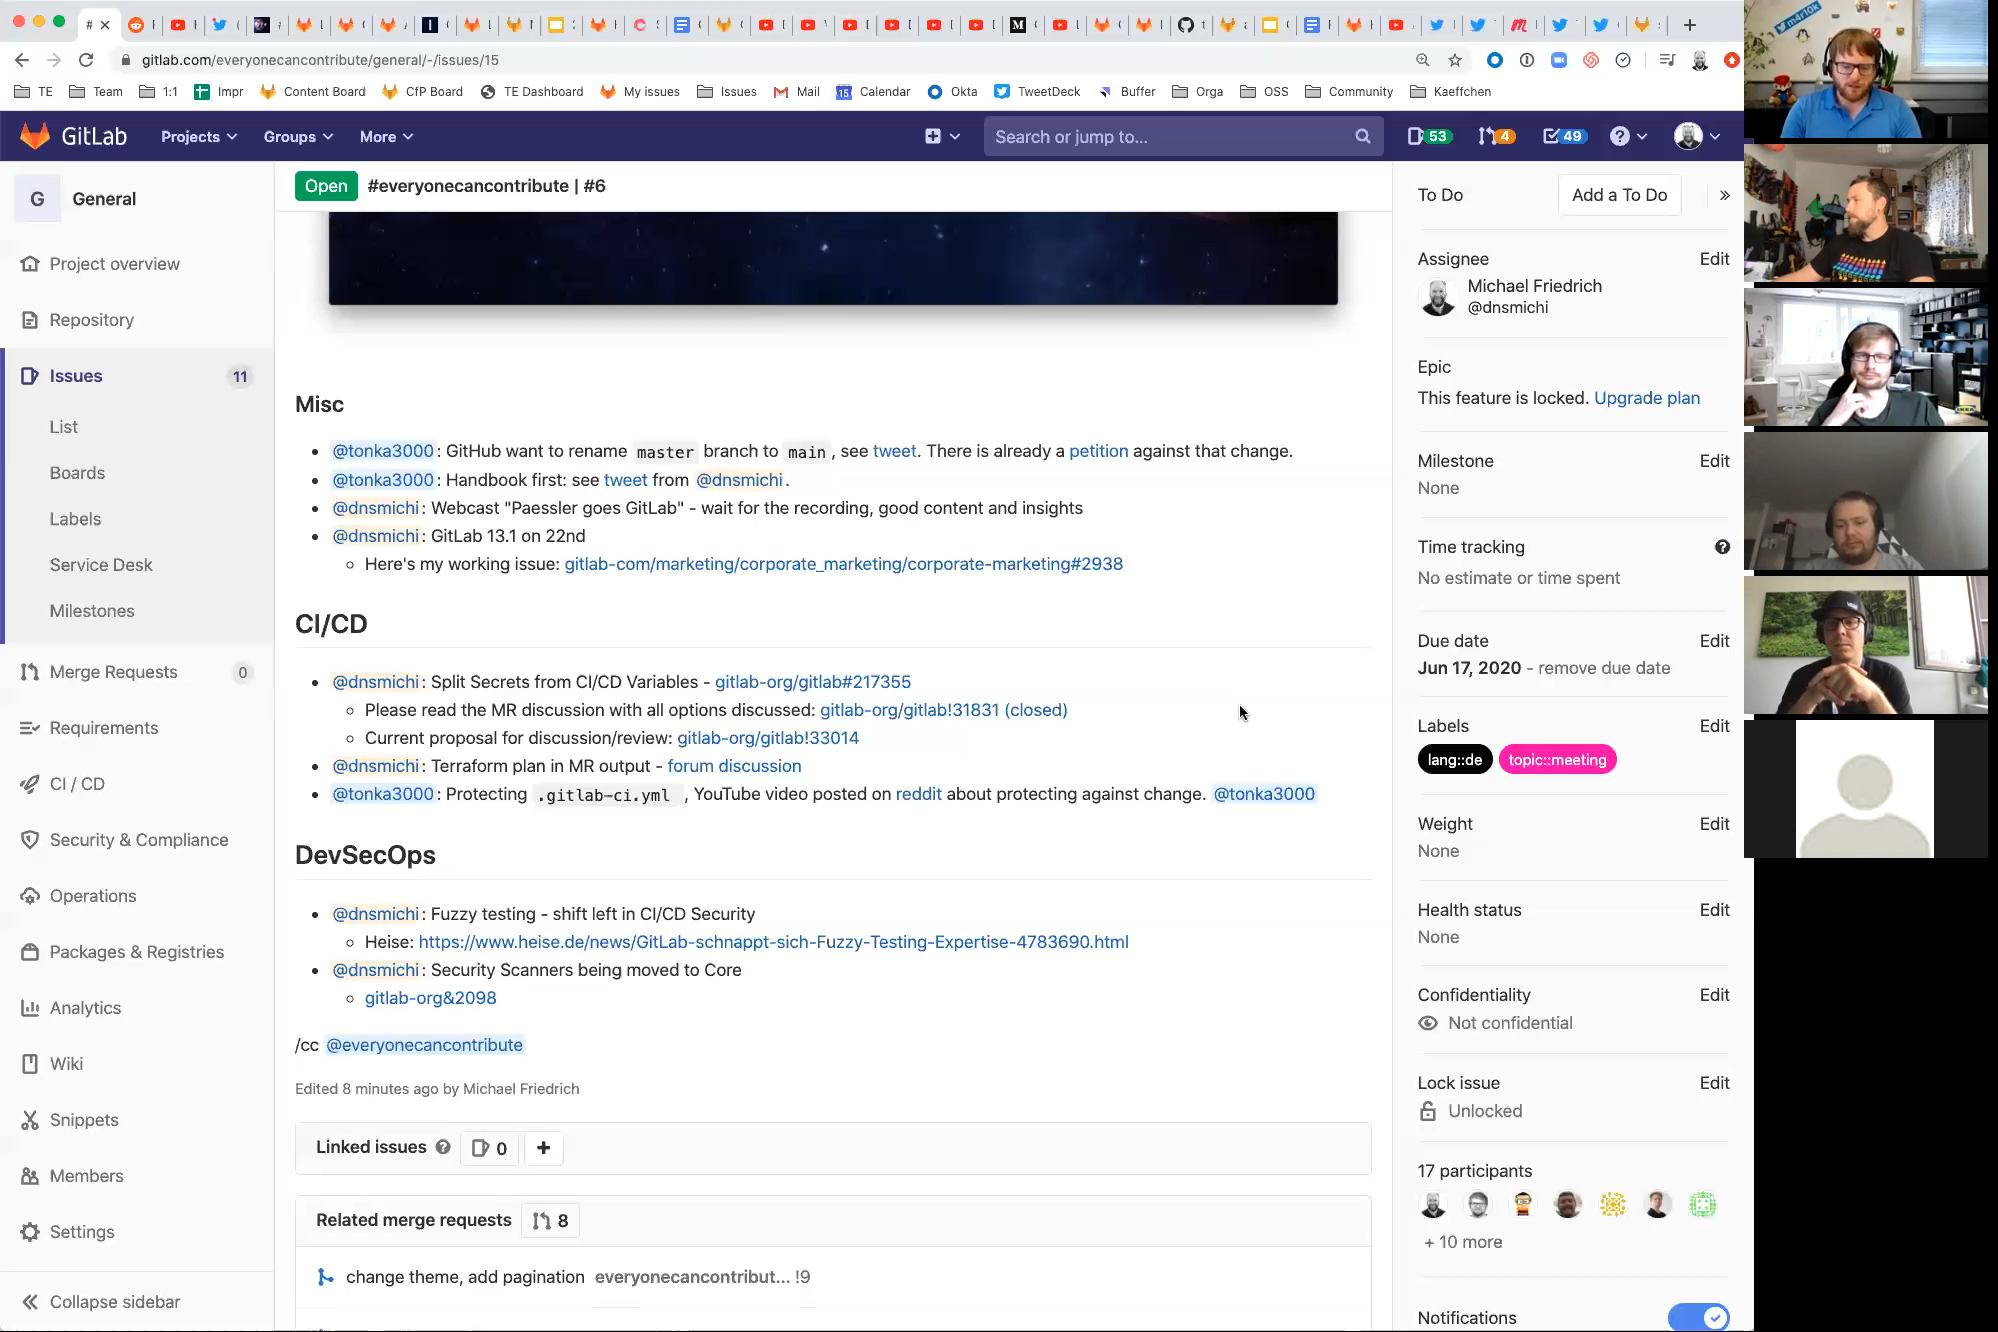 gitlab.com/everyonecancontribute/general/-/issues/15
TE Team 1:1 Impr Content Board CfP Board TE Dashboard My issues Issues Mail Calendar Okta TweetDeck Buffer Orga OSS Community Kaeffchen
GitLab Projects Groups More Search or jump to... 53 4 49
G General
Project overview
Repository
Issues 11
List
Boards
Labels
Service Desk
Milestones
Merge Requests 0
Requirements
CI / CD
Security & Compliance
Operations
Packages & Registries
Analytics
Wiki
Snippets
Members
Settings
Collapse sidebar
Open #everyonecancontribute | #6
Misc
@tonka3000: GitHub want to rename master branch to main, see tweet. There is already a petition against that change.
@tonka3000: Handbook first: see tweet from @dnsmichi.
@dnsmichi: Webcast "Paessler goes GitLab" - wait for the recording, good content and insights
@dnsmichi: GitLab 13.1 on 22nd
Here's my working issue: gitlab-com/marketing/corporate_marketing/corporate-marketing#2938
CI/CD
@dnsmichi: Split Secrets from CI/CD Variables - gitlab-org/gitlab#217355
Please read the MR discussion with all options discussed: gitlab-org/gitlab!31831 (closed)
Current proposal for discussion/review: gitlab-org/gitlab!33014
@dnsmichi: Terraform plan in MR output - forum discussion
@tonka3000: Protecting .gitlab-ci.yml , YouTube video posted on reddit about protecting against change. @tonka3000
DevSecOps
@dnsmichi: Fuzzy testing - shift left in CI/CD Security
Heise: https://www.heise.de/news/GitLab-schnappt-sich-Fuzzy-Testing-Expertise-4783690.html
@dnsmichi: Security Scanners being moved to Core
gitlab-org&2098
/cc @everyonecancontribute
Edited 8 minutes ago by Michael Friedrich
Linked issues 0
Related merge requests 8
change theme, add pagination everyonecancontribut... !9
To Do Add a To Do
Assignee Edit
Michael Friedrich
@dnsmichi
Epic
This feature is locked. Upgrade plan
Milestone Edit
None
Time tracking
No estimate or time spent
Due date Edit
Jun 17, 2020 - remove due date
Labels Edit
lang::de topic::meeting
Weight Edit
None
Health status Edit
None
Confidentiality Edit
Not confidential
Lock issue Edit
Unlocked
17 participants
+ 10 more
Notifications